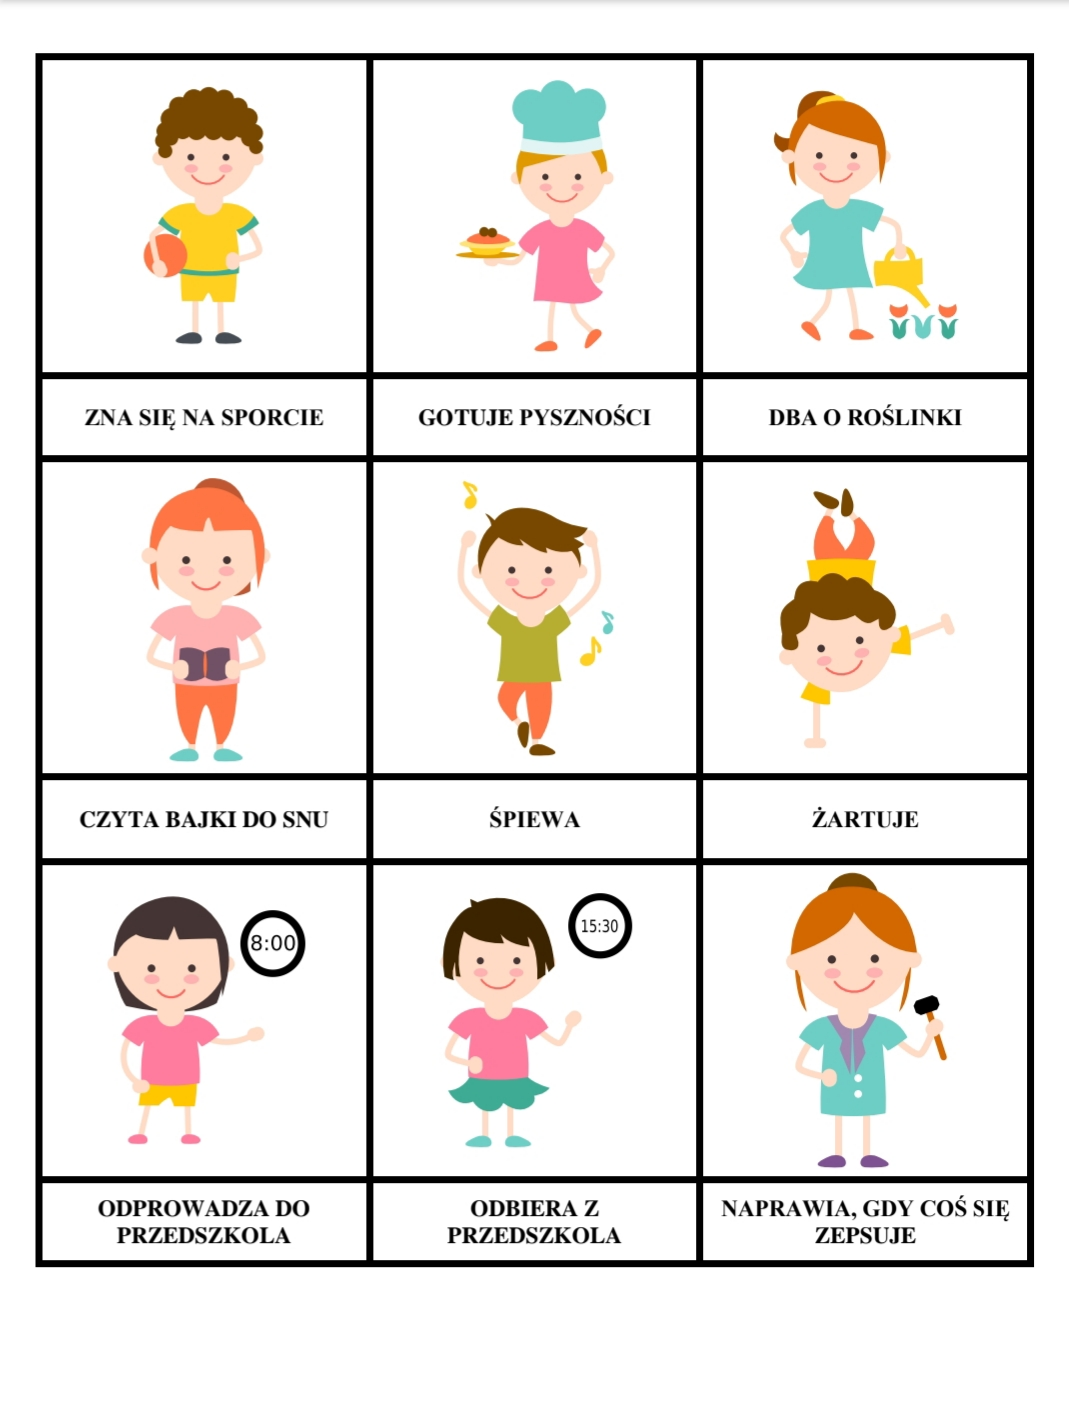 ZNA SIĘ NA SPORCIE
GOTUJE PYSZNOŚCI
DBA O ROŚLINKI
CZYTA BAJKI DO SNU
ŚPIEWA
ŻARTUJE
8:00
15:30
ODPROWADZA DO
PRZEDSZKOLA
ODBIERA Z
PRZEDSZKOLA
NAPRAWIA, GDY COŚ SIĘ
ZEPSUJE